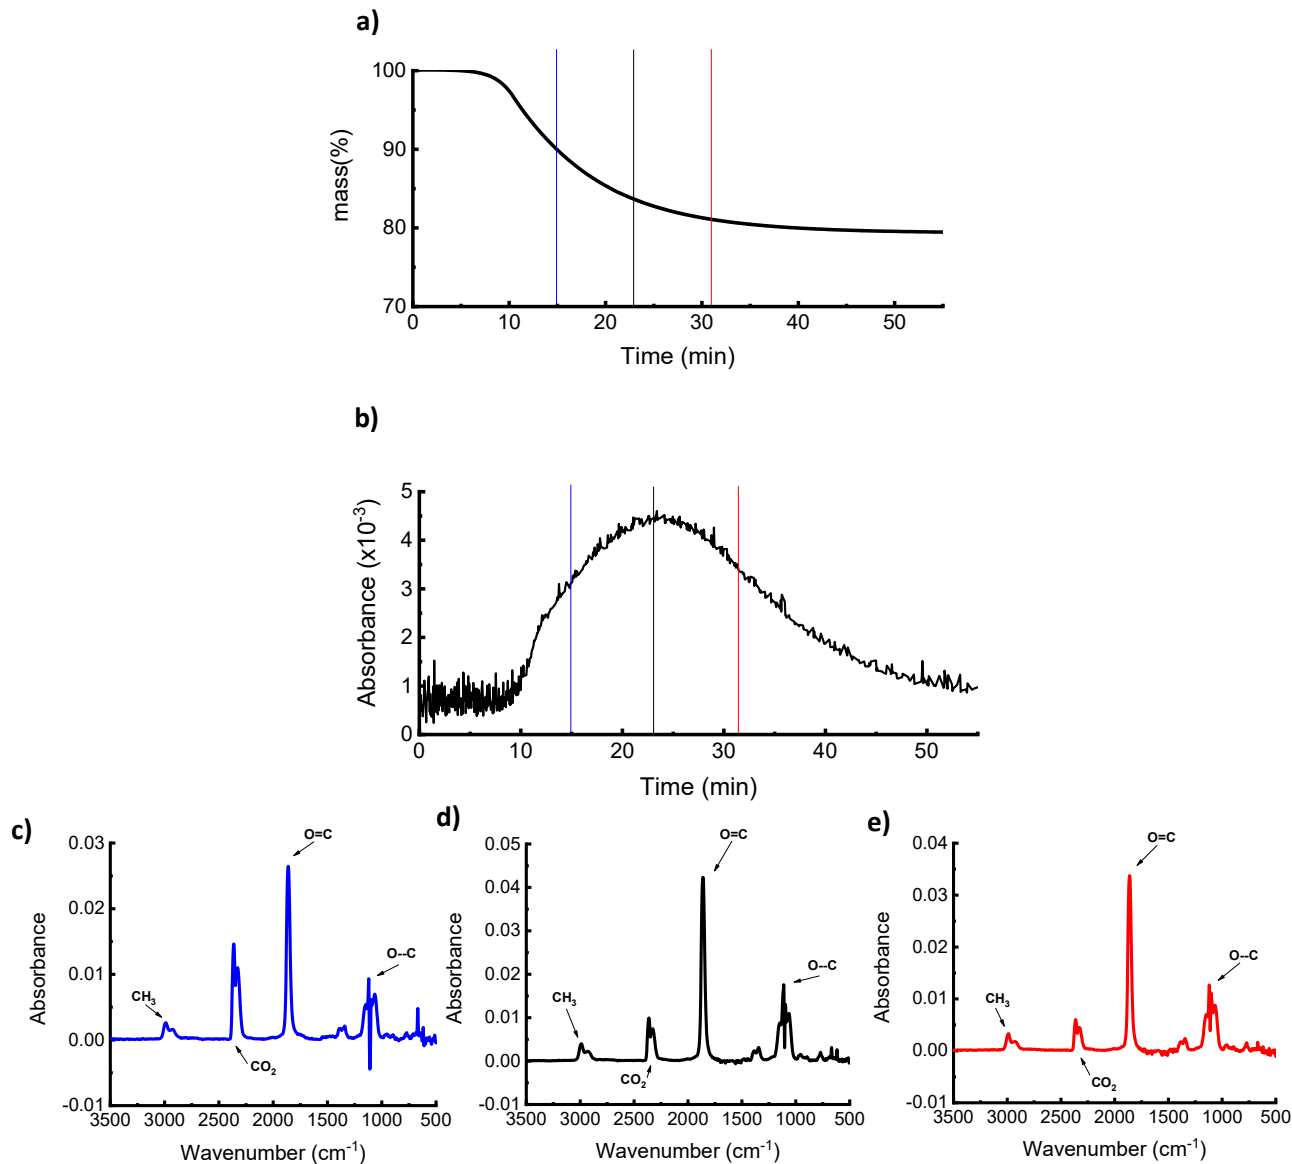 a)
100
90
80
70
mass(%)
0 10 20 30 40 50
Time (min)
b)
5
4
3
2
1
0
Absorbance (x10⁻³)
0 10 20 30 40 50
Time (min)
c)
0.03
0.02
0.01
0.00
-0.01
Absorbance
O=C
O--C
CH₃
CO₂
3500 3000 2500 2000 1500 1000 500
Wavenumber (cm⁻¹)
d)
0.05
0.04
0.03
0.02
0.01
0.00
-0.01
Absorbance
O=C
O--C
CH₃
CO₂
3500 3000 2500 2000 1500 1000 500
Wavenumber (cm⁻¹)
e)
0.04
0.03
0.02
0.01
0.00
-0.01
Absorbance
O=C
O--C
CH₃
CO₂
3500 3000 2500 2000 1500 1000 500
Wavenumber (cm⁻¹)